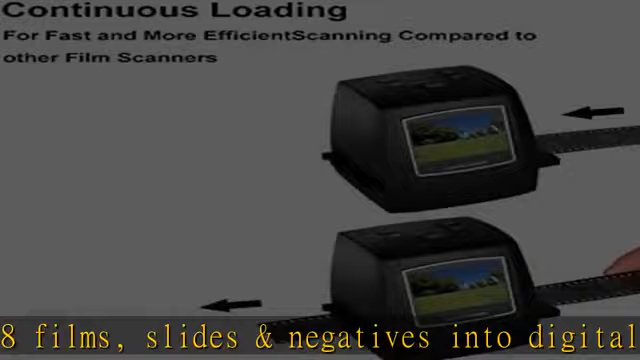 Continuous Loading
For Fast and More EfficientScanning Compared to
other Film Scanners
8 films, slides & negatives into digital